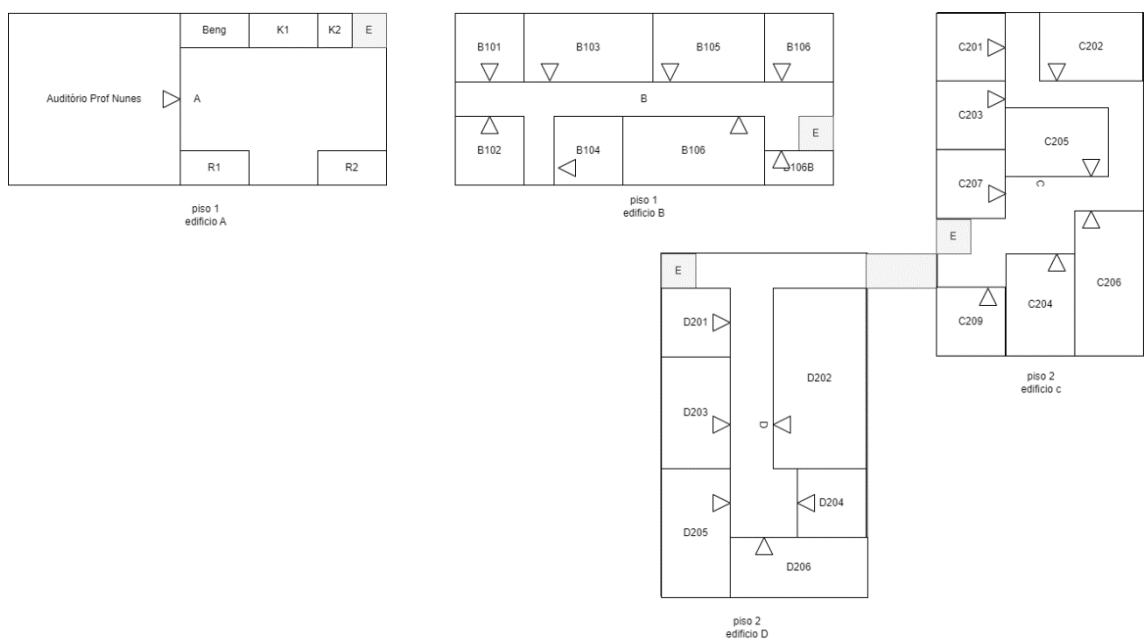 Beng
K1
K2
E
Auditório Prof Nunes
A
R1
R2
piso 1
edificio A
B101
B103
B105
B106
B
E
B102
B104
B106
B106B
piso 1
edificio B
C201
C202
C203
C205
C207
C
E
C206
C204
C209
piso 2
edificio c
E
D201
D202
D203
D
D204
D205
D206
piso 2
edificio D